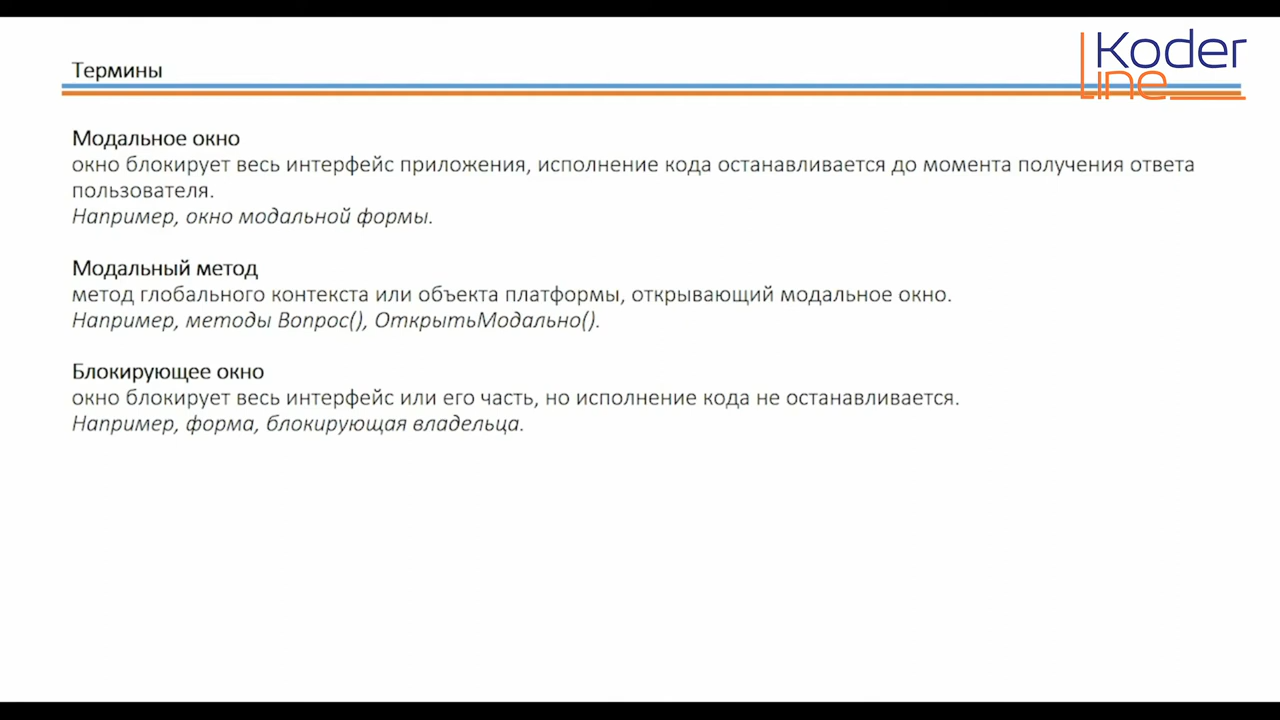 Термины
Koder
Line
Модальное окно
окно блокирует весь интерфейс приложения, исполнение кода останавливается до момента получения ответа
пользователя.
Например, окно модальной формы.
Модальный метод
метод глобального контекста или объекта платформы, открывающий модальное окно.
Например, методы Вопрос(), ОткрытьМодально().
Блокирующее окно
окно блокирует весь интерфейс или его часть, но исполнение кода не останавливается.
Например, форма, блокирующая владельца.